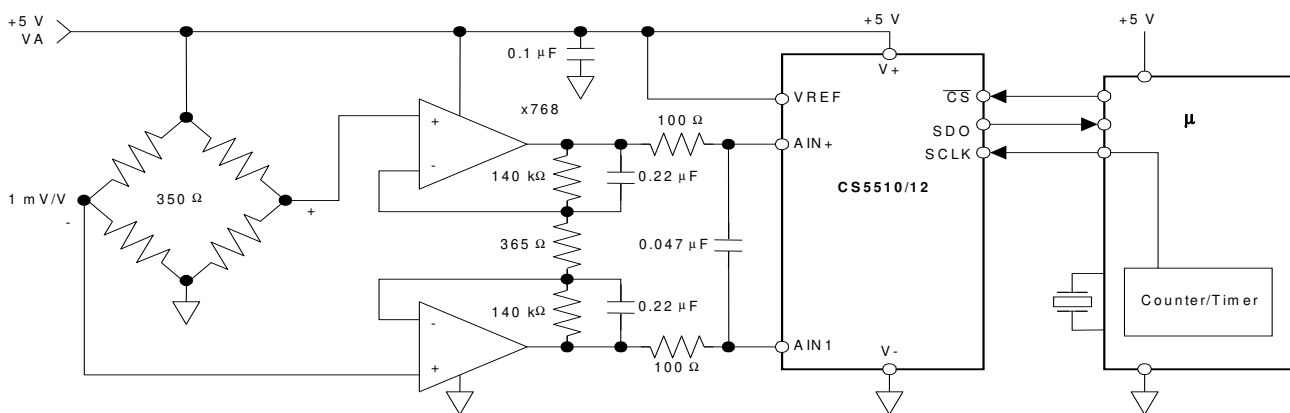 +5 V
VA
0.1 μF
x768
+5 V
V+
VREF
AIN+
CS5510/12
AIN1
V-
CS
SDO
SCLK
+5 V
μ
Counter/Timer
1 mV/V
-
350 Ω
+
+
-
-
+
100 Ω
140 kΩ
0.22 μF
365 Ω
0.047 μF
140 kΩ
0.22 μF
100 Ω